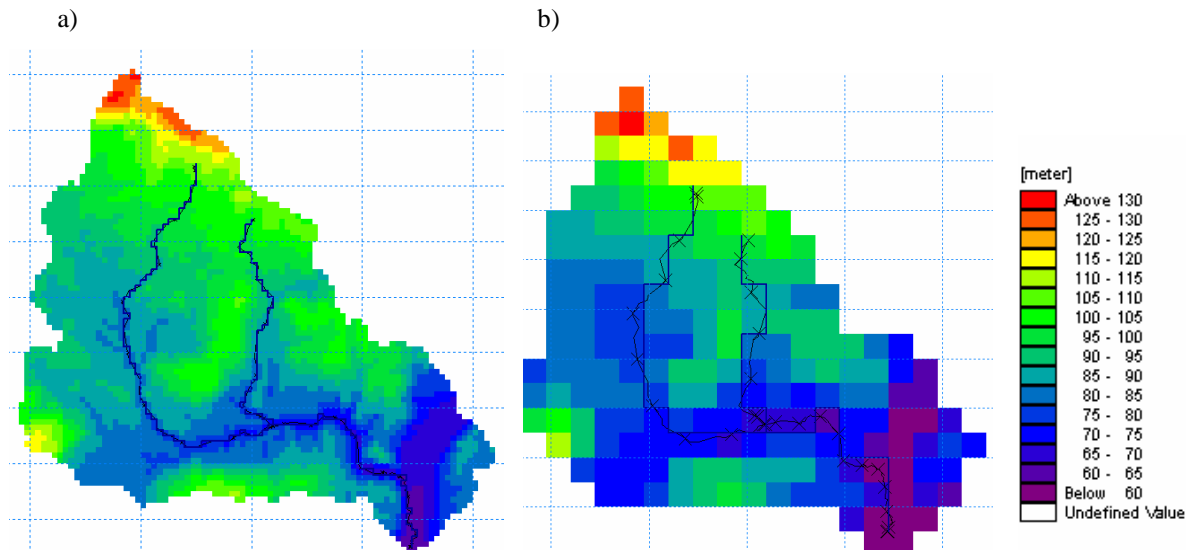 a)
b)
[meter]
Above 130
125 - 130
120 - 125
115 - 120
110 - 115
105 - 110
100 - 105
95 - 100
90 - 95
85 - 90
80 - 85
75 - 80
70 - 75
65 - 70
60 - 65
Below 60
Undefined Value